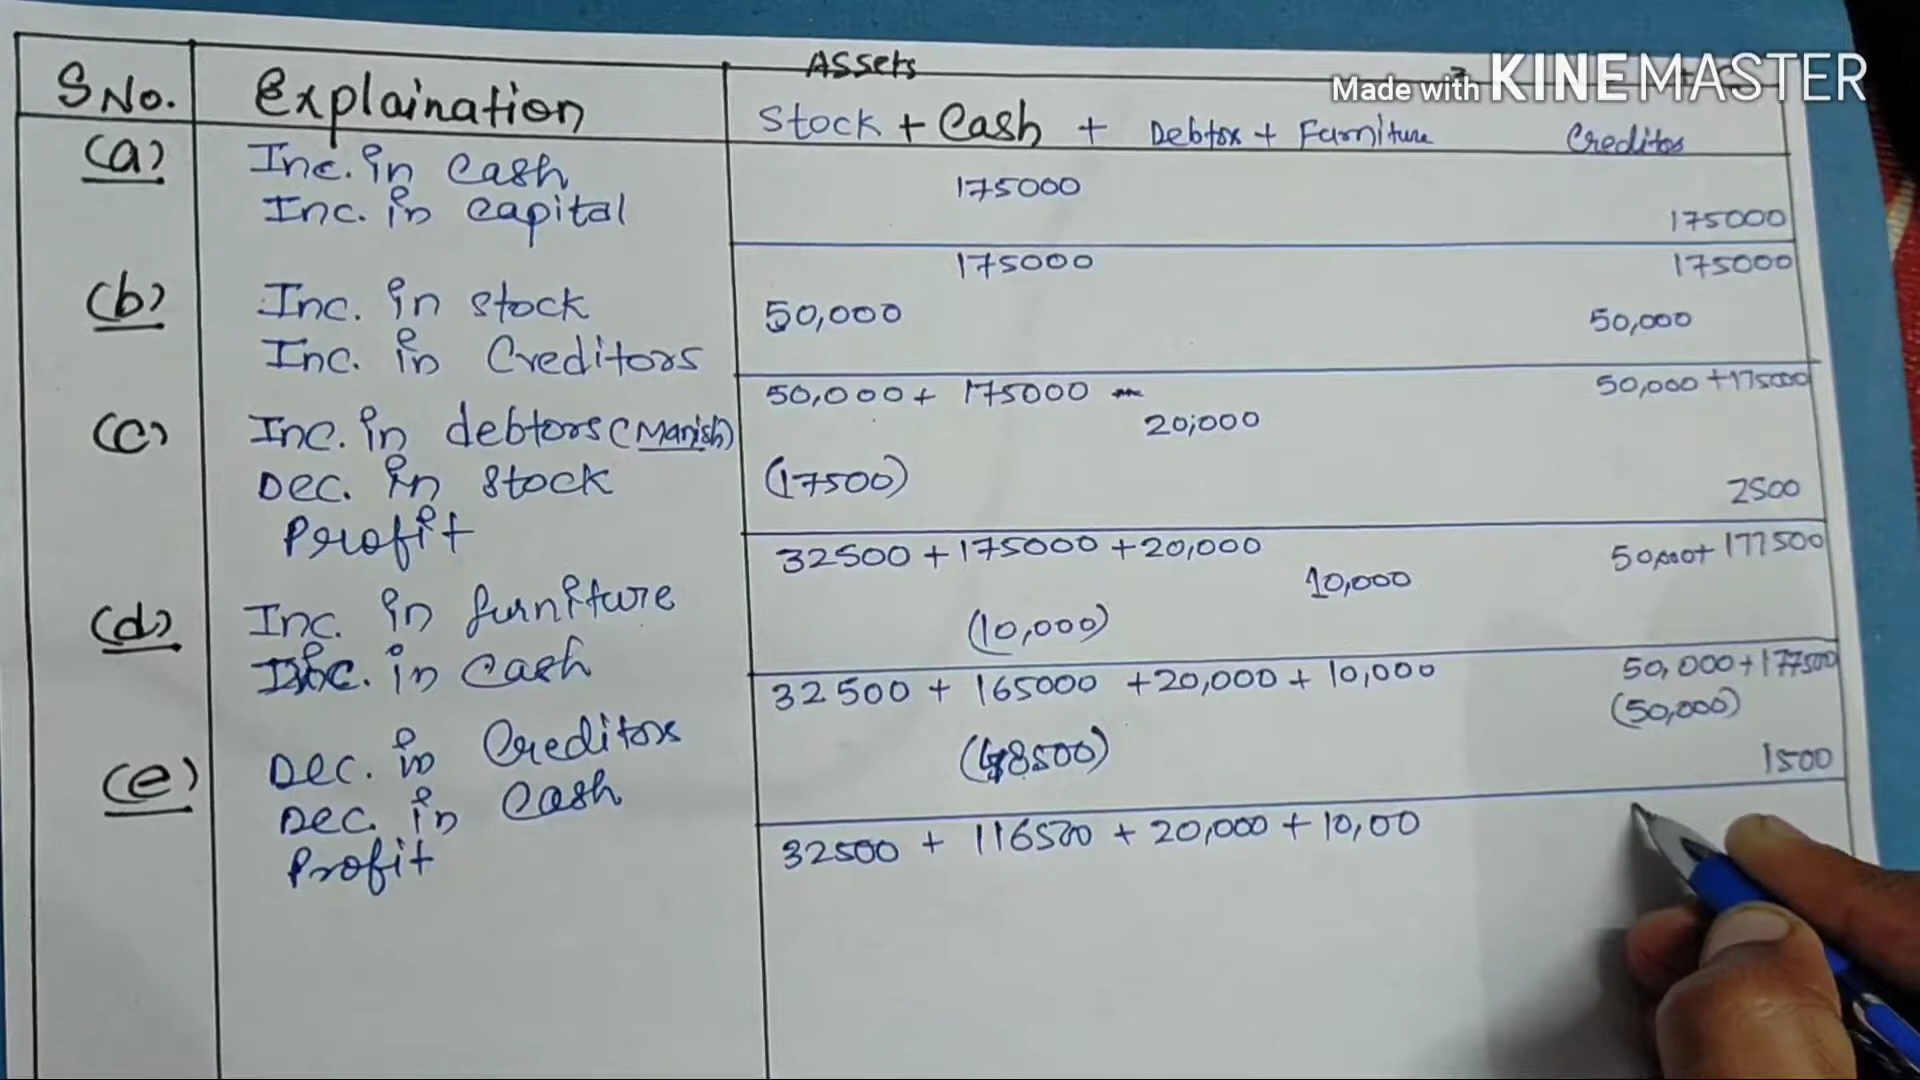 Assets
Made with KINEMASTER
S No. Explaination Stock + Cash + Debtox + Furniture Creditos
(a) Inc. in cash 175000
Inc. in capital 175000
175000 175000
(b) Inc. in stock 50,000 50,000
Inc. in Creditors
50,000 + 175000 50,000 + 175000
(c) Inc. in debtors (Manish) 20,000
Dec. in stock (17500) 2500
Profit
32500 + 175000 + 20,000 50,000+ 177500
(d) Inc. in furniture 10,000
Dec. in cash (10,000)
32500 + 165000 + 20,000 + 10,000 50,000 + 177500
(e) Dec. in Creditors (50,000)
Dec. in Cash (48500) 1500
Profit
32500 + 116500 + 20,000 + 10,00